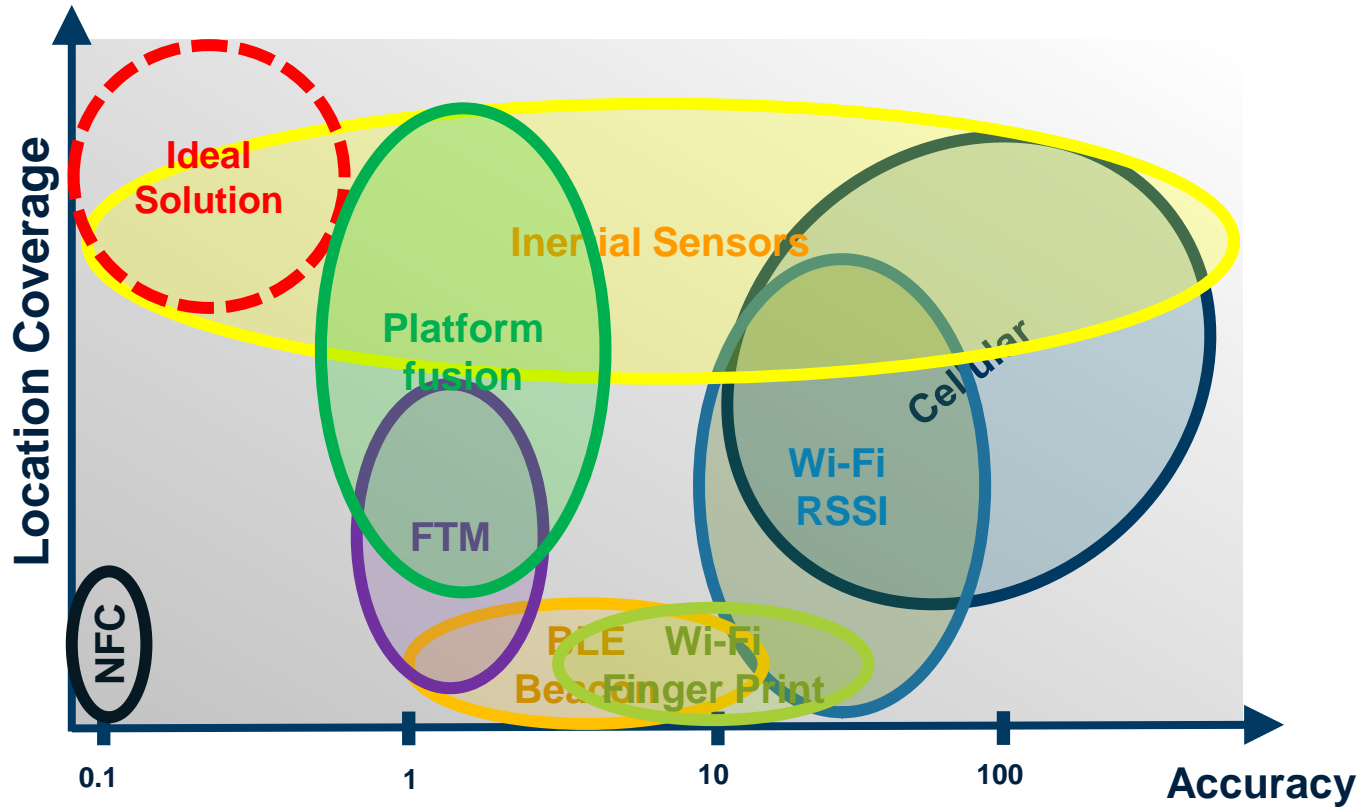 Location Coverage
Ideal
Solution
Inertial Sensors
Platform
fusion
Cellular
Wi-Fi
RSSI
FTM
NFC
BLE
Beacon
Wi-Fi
Finger Print
0.1
1
10
100
Accuracy